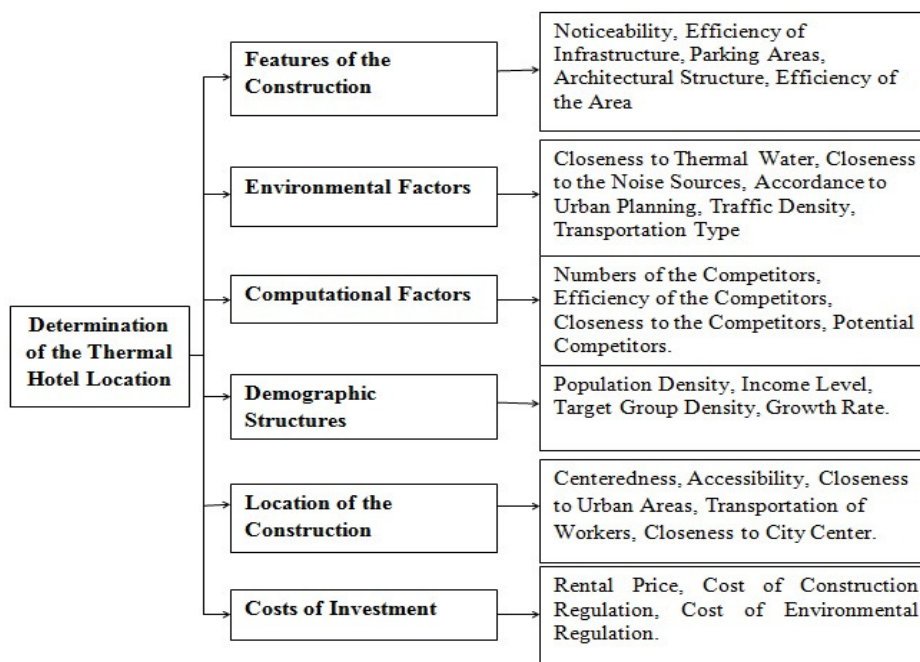 Determination
of the Thermal
Hotel Location
Features of the
Construction
Noticeability, Efficiency of
Infrastructure, Parking Areas,
Architectural Structure, Efficiency of
the Area
Environmental Factors
Closeness to Thermal Water, Closeness
to the Noise Sources, Accordance to
Urban Planning, Traffic Density,
Transportation Type
Computational Factors
Numbers of the Competitors,
Efficiency of the Competitors,
Closeness to the Competitors, Potential
Competitors.
Demographic
Structures
Population Density, Income Level,
Target Group Density, Growth Rate.
Location of the
Construction
Centeredness, Accessibility, Closeness
to Urban Areas, Transportation of
Workers, Closeness to City Center.
Costs of Investment
Rental Price, Cost of Construction
Regulation, Cost of Environmental
Regulation.